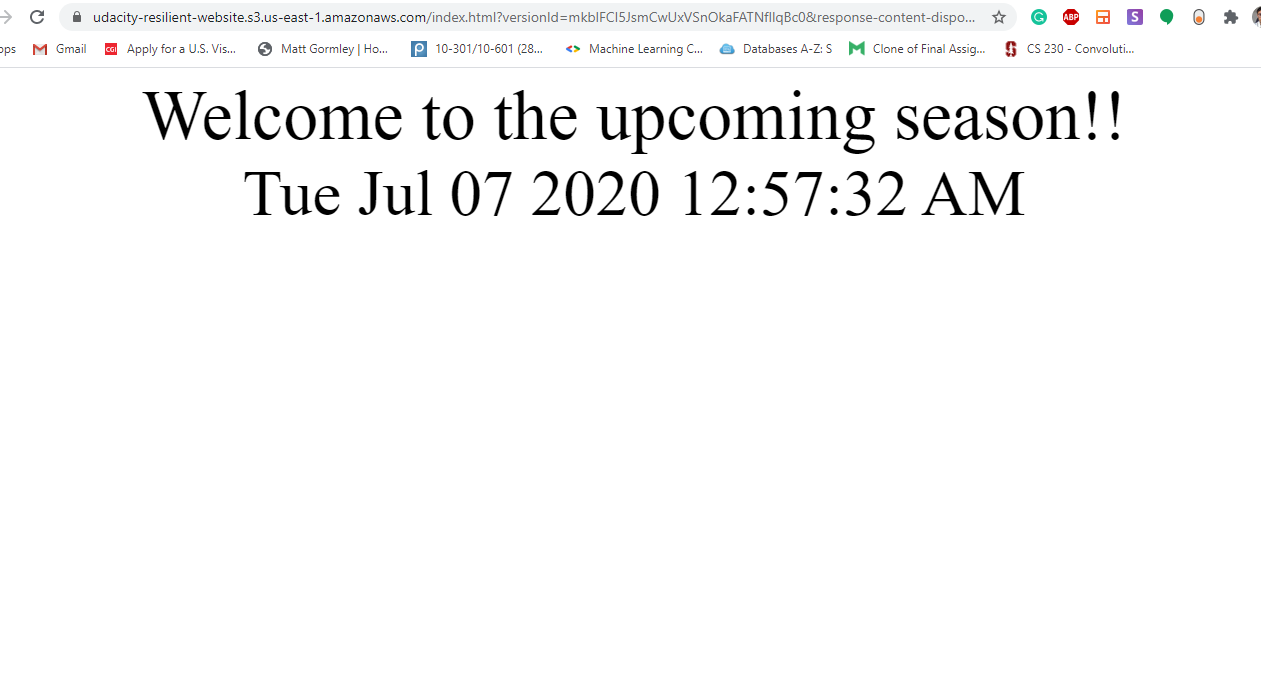 udacity-resilient-website.s3.us-east-1.amazonaws.com/index.html?versionId=mkbIFCI5JsmCwUxVSnOkaFATNfIlqBc0&response-content-dispo...
ops Gmail Apply for a U.S. Vis... Matt Gormley | Ho... 10-301/10-601 (28... Machine Learning C... Databases A-Z: S Clone of Final Assig... CS 230 - Convoluti...
Welcome to the upcoming season!!
Tue Jul 07 2020 12:57:32 AM